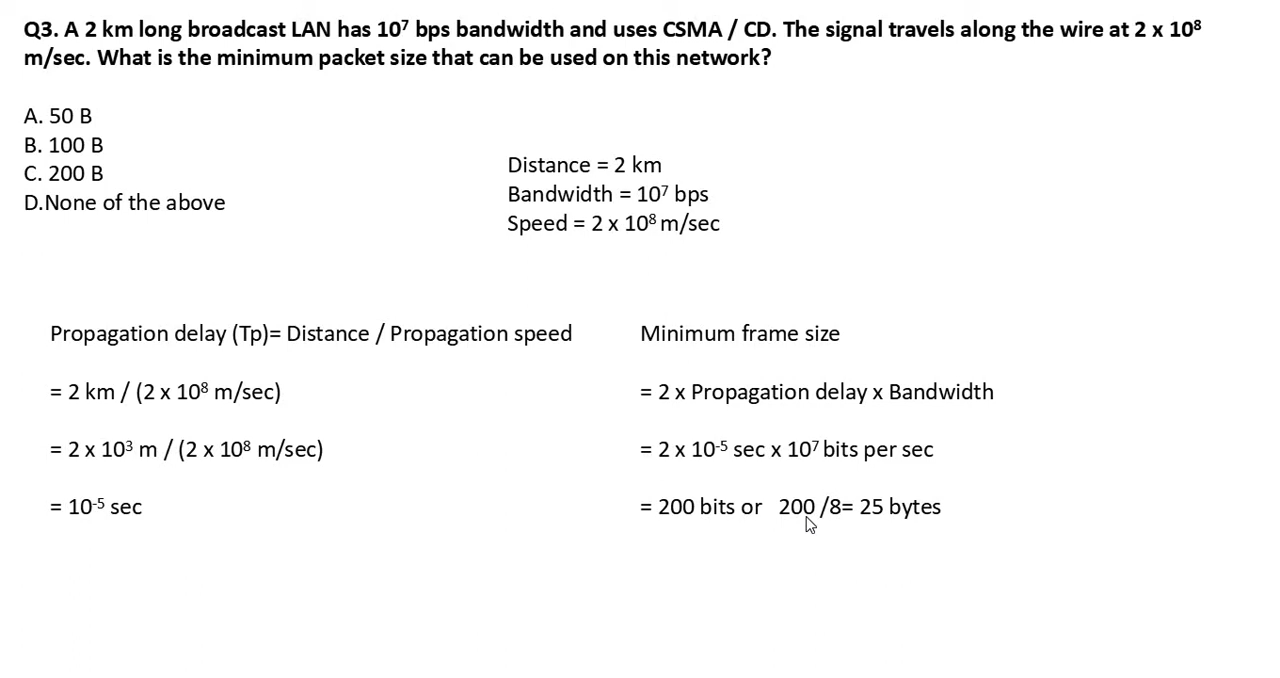 Q3. A 2 km long broadcast LAN has 10⁷ bps bandwidth and uses CSMA / CD. The signal travels along the wire at 2 x 10⁸
m/sec. What is the minimum packet size that can be used on this network?
A. 50 B
B. 100 B
C. 200 B
D.None of the above
Distance = 2 km
Bandwidth = 10⁷ bps
Speed = 2 x 10⁸ m/sec
Propagation delay (Tp)= Distance / Propagation speed
= 2 km / (2 x 10⁸ m/sec)
= 2 x 10³ m / (2 x 10⁸ m/sec)
= 10⁻⁵ sec
Minimum frame size
= 2 x Propagation delay x Bandwidth
= 2 x 10⁻⁵ sec x 10⁷ bits per sec
= 200 bits or 200 /8= 25 bytes